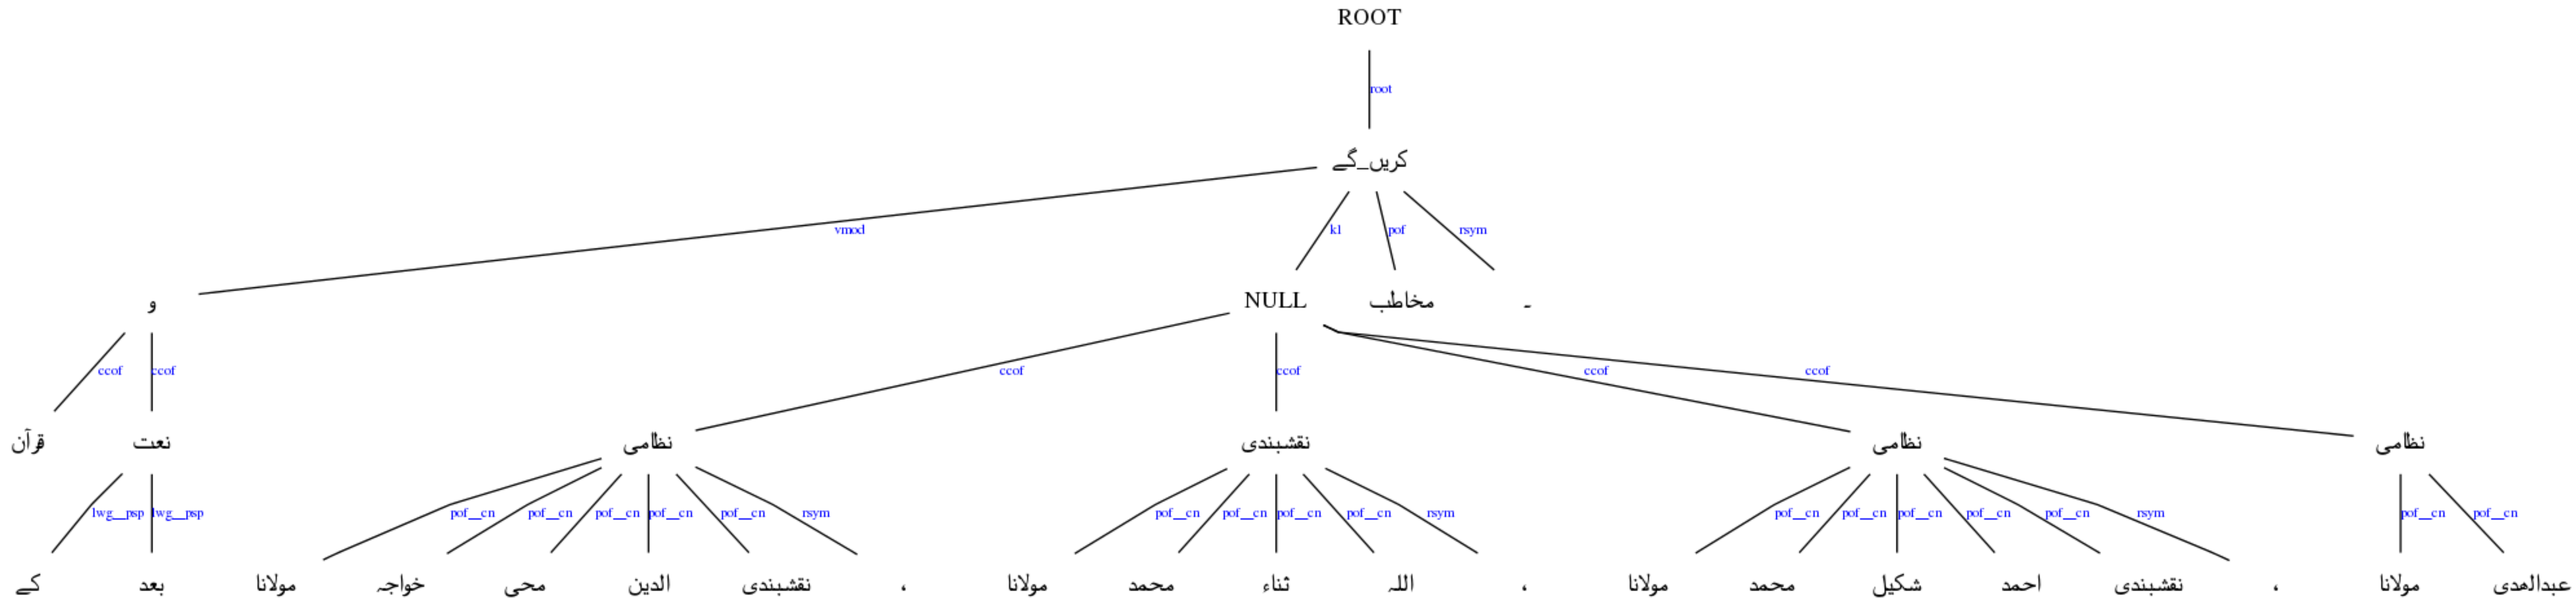 ROOT
root
کریں_گے
vmod k1 pof rsym
و NULL مخاطب ۔
ccof ccof ccof ccof ccof ccof
قرآن نعت نظامی نقشبندی نظامی نظامی
lwg__psp lwg__psp pof__cn pof__cn pof__cn pof__cn pof__cn rsym pof__cn pof__cn pof__cn pof__cn rsym pof__cn pof__cn pof__cn pof__cn pof__cn rsym pof__cn pof__cn
کے بعد مولانا خواجہ محی الدین نقشبندی ، مولانا محمد ثناء اللہ ، مولانا محمد شکیل احمد نقشبندی ، مولانا عبدالھدی